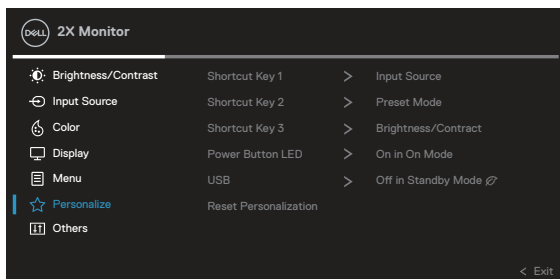 DELL 2X Monitor
Brightness/Contrast Shortcut Key 1 > Input Source
Input Source Shortcut Key 2 > Preset Mode
Color Shortcut Key 3 > Brightness/Contract
Display Power Button LED > On in On Mode
Menu USB > Off in Standby Mode
Personalize Reset Personalization
Others
< Exit